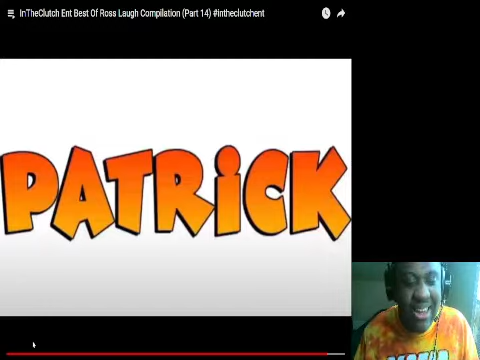 InTheClutch Ent Best Of Ross Laugh Compilation (Part 14) #intheclutchent
PATRiCK